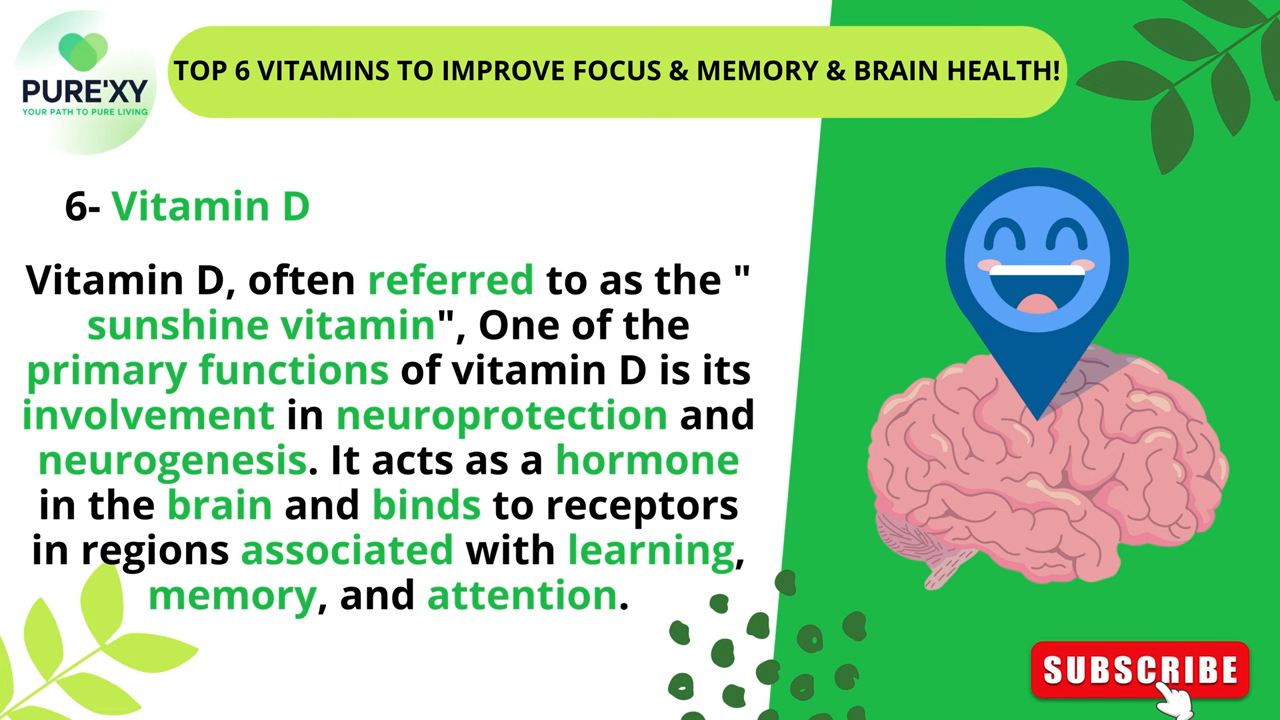 PURE'XY
YOUR PATH TO PURE LIVING
TOP 6 VITAMINS TO IMPROVE FOCUS & MEMORY & BRAIN HEALTH!
6- Vitamin D
Vitamin D, often referred to as the "
sunshine vitamin", One of the
primary functions of vitamin D is its
involvement in neuroprotection and
neurogenesis. It acts as a hormone
in the brain and binds to receptors
in regions associated with learning,
memory, and attention.
SUBSCRIBE